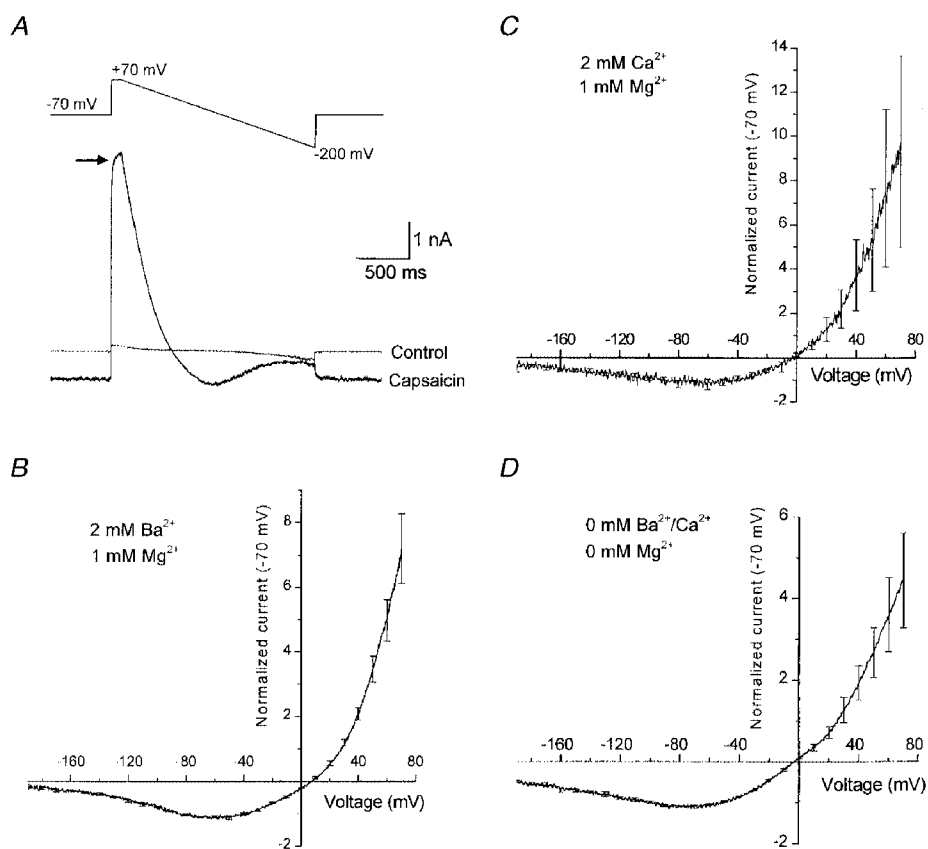 A
+70 mV
-70 mV
-200 mV
1 nA
500 ms
Control
Capsaicin
B
2 mM Ba²⁺
1 mM Mg²⁺
Normalized current (-70 mV)
8
6
4
2
-2
-160
-120
-80
-40
40
80
Voltage (mV)
C
2 mM Ca²⁺
1 mM Mg²⁺
Normalized current (-70 mV)
14
12
10
8
6
4
2
-2
-160
-120
-80
-40
40
80
Voltage (mV)
D
0 mM Ba²⁺/Ca²⁺
0 mM Mg²⁺
Normalized current (-70 mV)
6
4
2
-2
-160
-120
-80
-40
40
80
Voltage (mV)